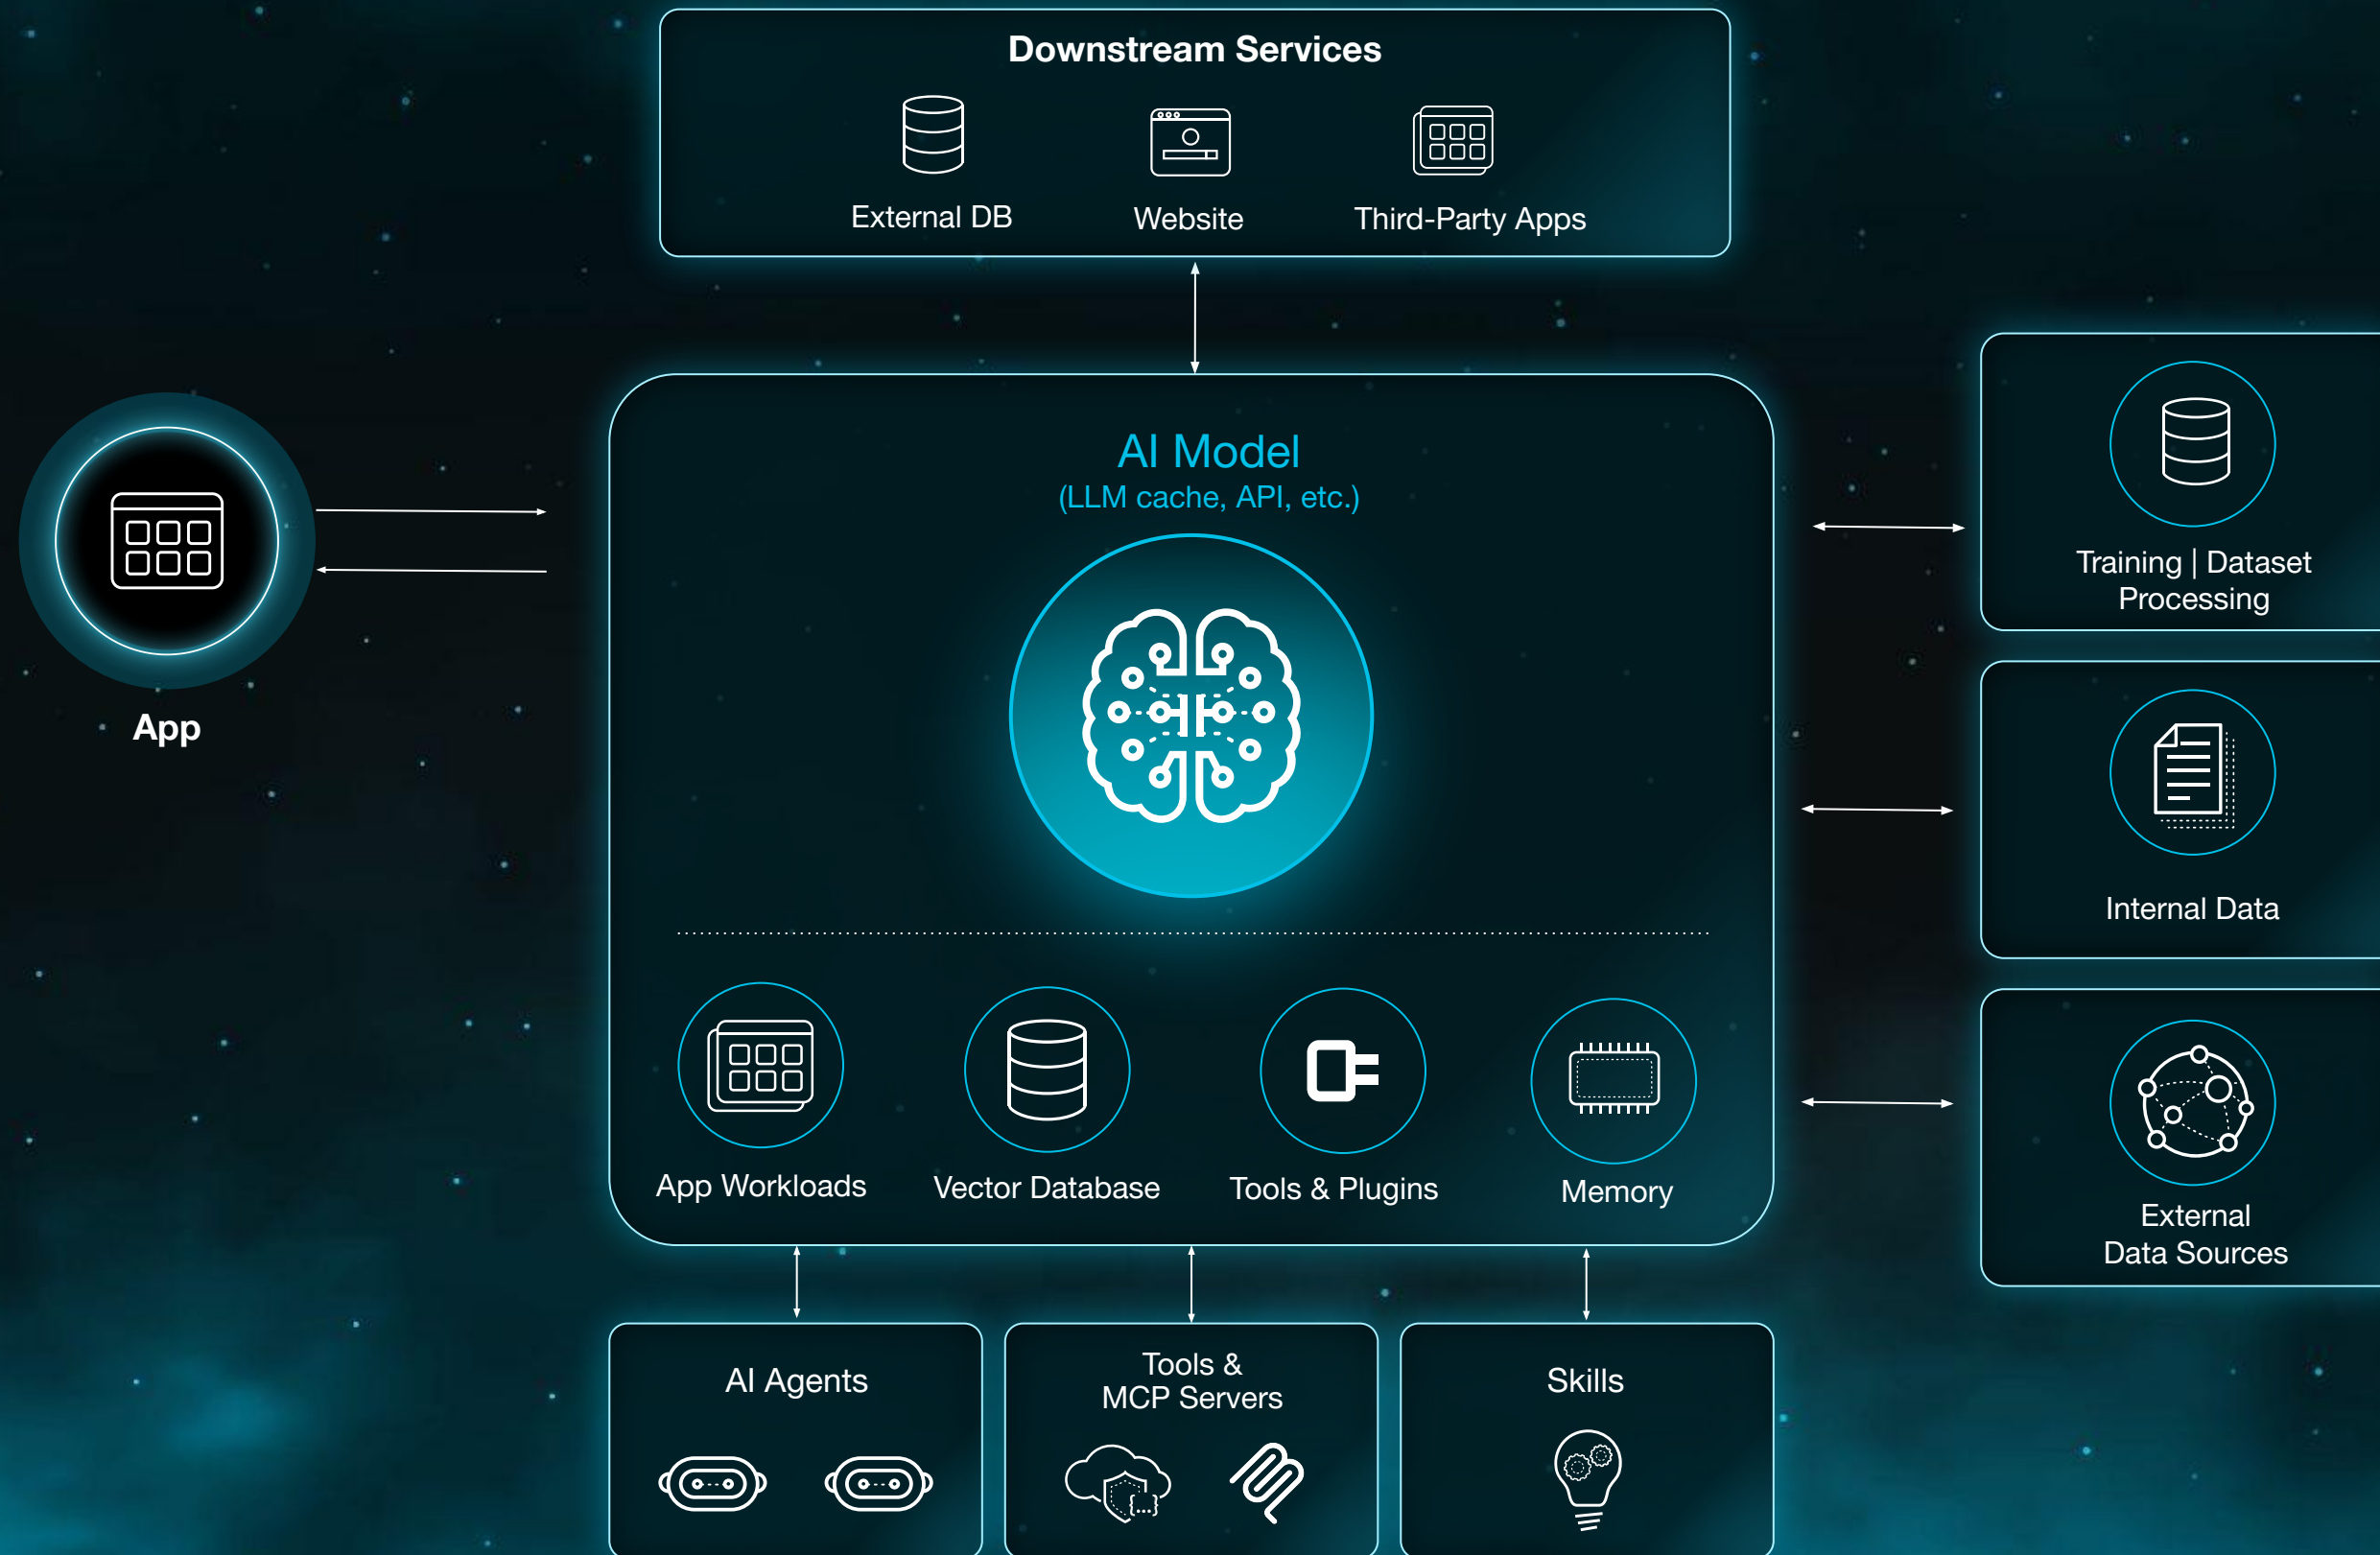 Downstream Services
External DB
Website
Third-Party Apps
App
AI Model
(LLM cache, API, etc.)
App Workloads
Vector Database
Tools & Plugins
Memory
Training | Dataset
Processing
Internal Data
External
Data Sources
AI Agents
Tools &
MCP Servers
Skills